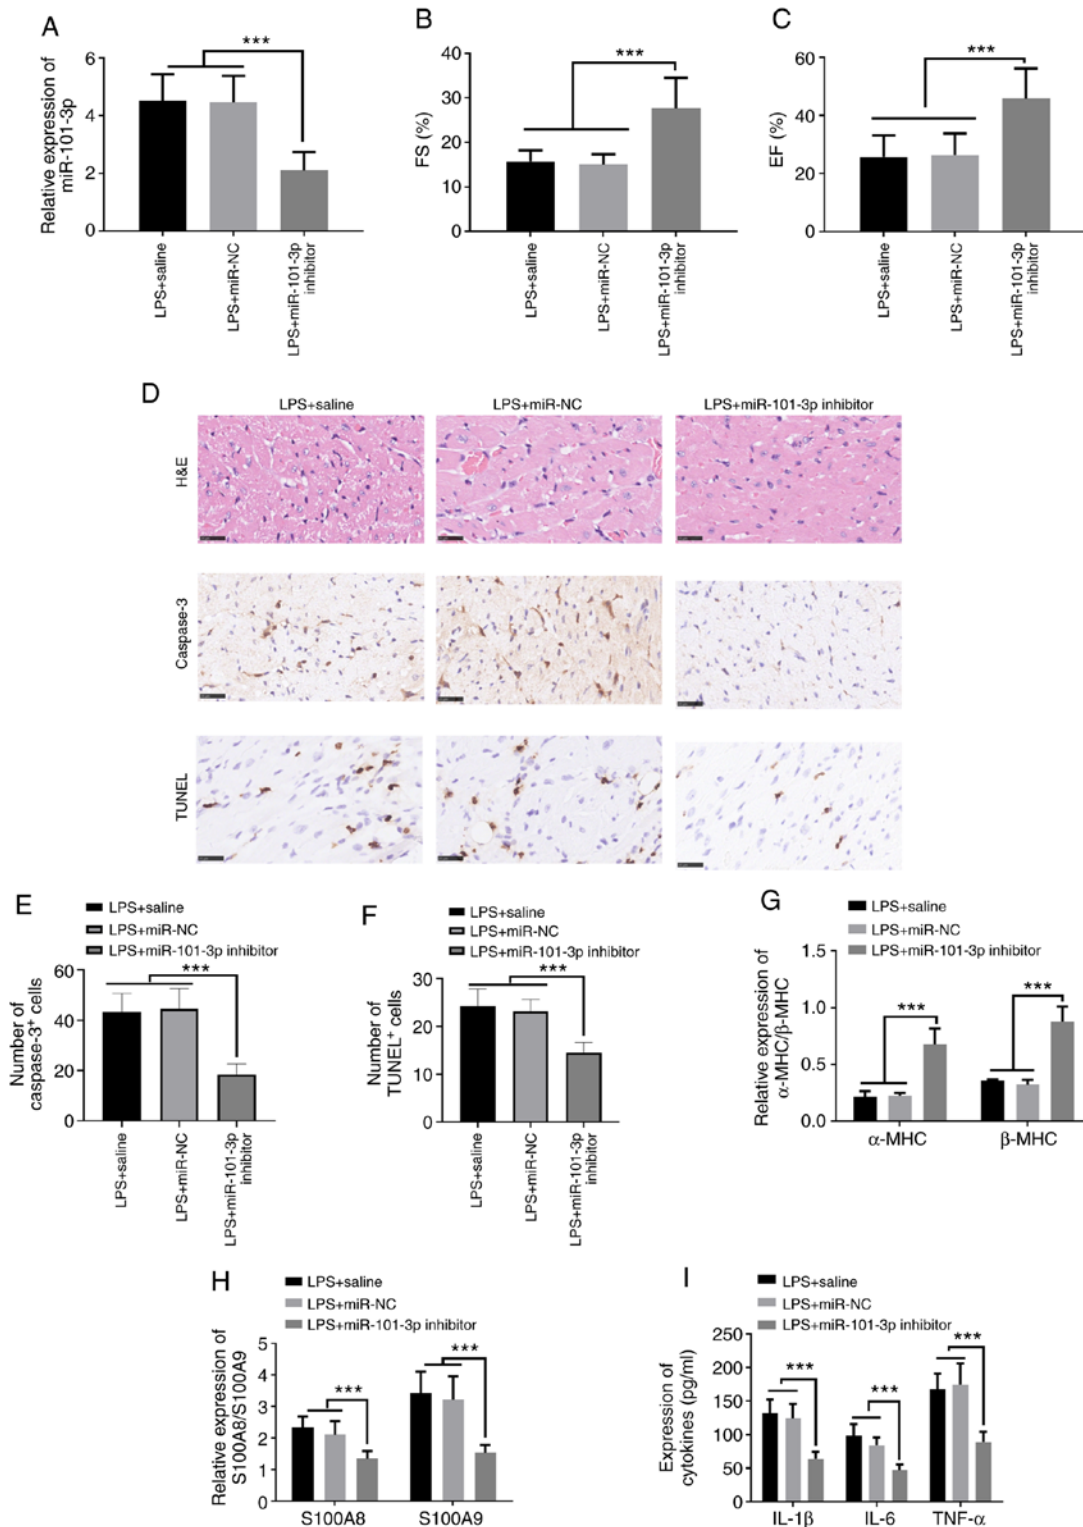 A
Relative expression of
miR-101-3p
6
4
2
0
***
LPS+saline
LPS+miR-NC
LPS+miR-101-3p
inhibitor
B
FS (%)
40
30
20
10
0
***
LPS+saline
LPS+miR-NC
LPS+miR-101-3p
inhibitor
C
EF (%)
60
40
20
0
***
LPS+saline
LPS+miR-NC
LPS+miR-101-3p
inhibitor
D
LPS+saline
LPS+miR-NC
LPS+miR-101-3p inhibitor
H&E
Caspase-3
TUNEL
E
LPS+saline
LPS+miR-NC
LPS+miR-101-3p inhibitor
Number of
caspase-3⁺ cells
60
40
20
0
***
LPS+saline
LPS+miR-NC
LPS+miR-101-3p
inhibitor
F
LPS+saline
LPS+miR-NC
LPS+miR-101-3p inhibitor
Number of
TUNEL⁺ cells
30
20
10
0
***
LPS+saline
LPS+miR-NC
LPS+miR-101-3p
inhibitor
G
LPS+saline
LPS+miR-NC
LPS+miR-101-3p inhibitor
Relative expression of
α-MHC/β-MHC
1.5
1.0
0.5
0.0
***
***
α-MHC
β-MHC
H
LPS+saline
LPS+miR-NC
LPS+miR-101-3p inhibitor
Relative expression of
S100A8/S100A9
5
4
3
2
1
0
***
***
S100A8
S100A9
I
LPS+saline
LPS+miR-NC
LPS+miR-101-3p inhibitor
Expression of
cytokines (pg/ml)
250
200
150
100
50
0
***
***
***
IL-1β
IL-6
TNF-α